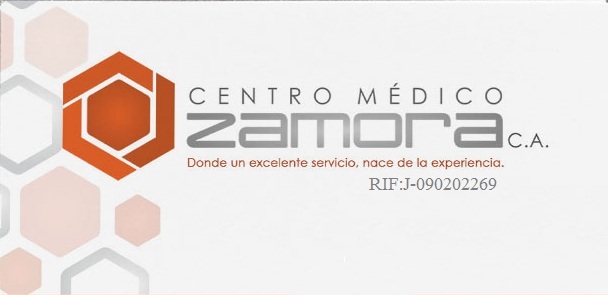 CENTRO MÉDICO
zamora C.A.
Donde un excelente servicio, nace de la experiencia.
RIF:J-090202269